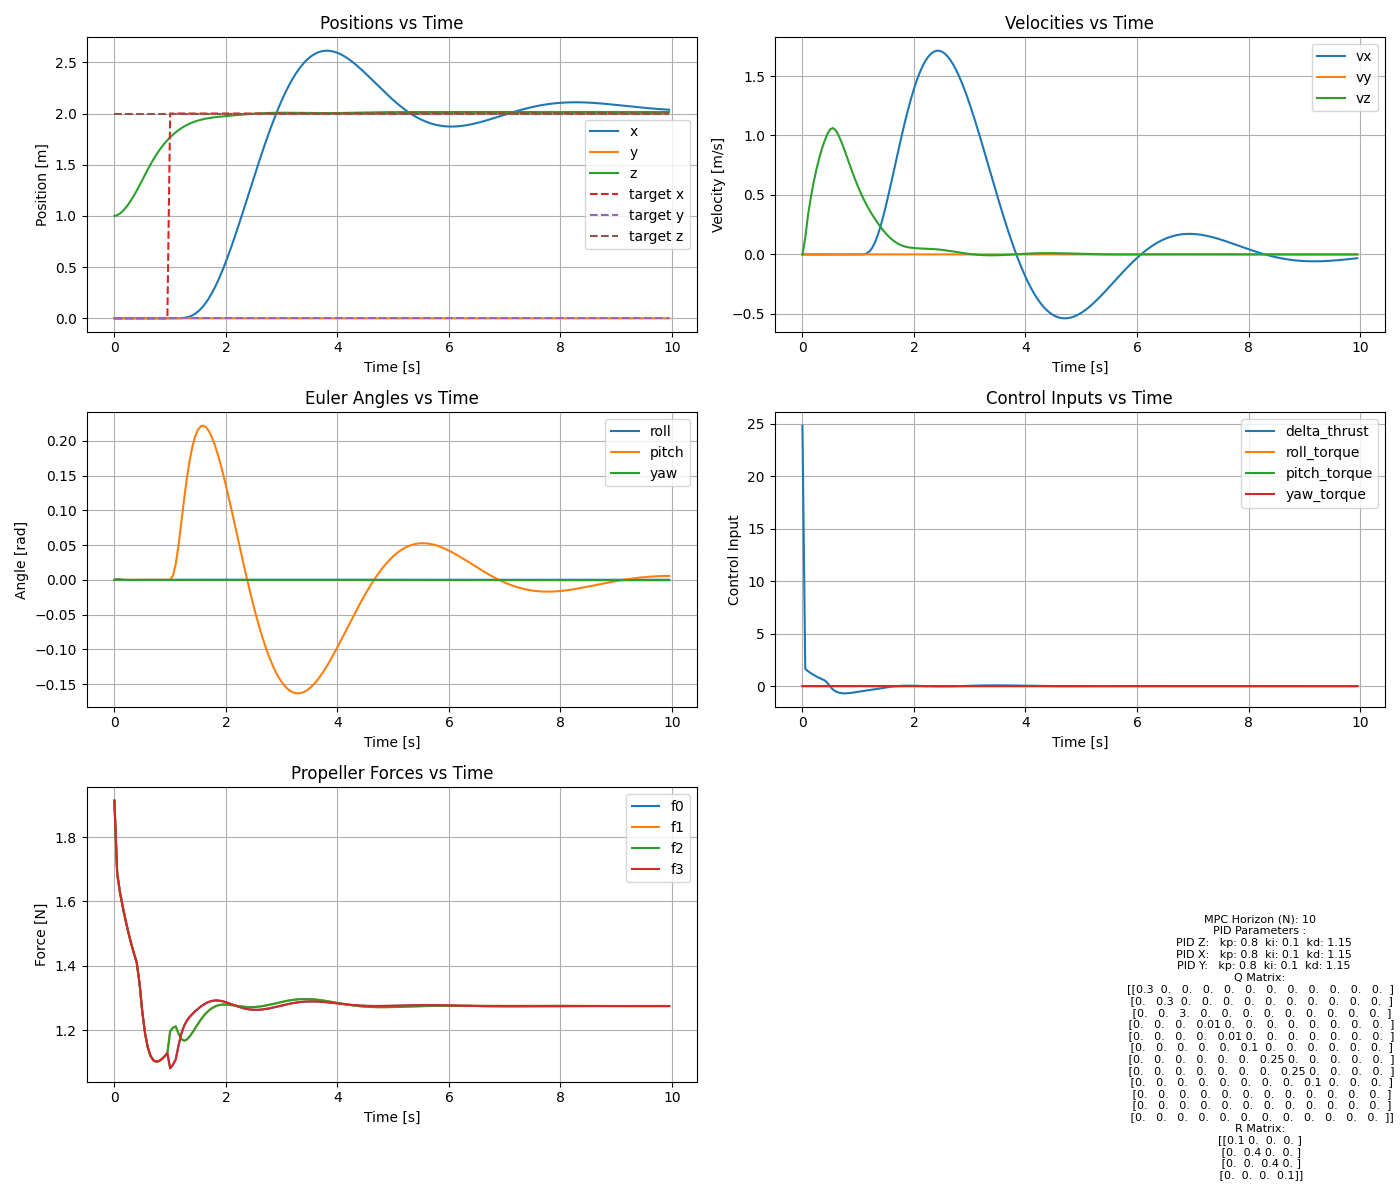 Positions vs Time
Position [m]
2.5
2.0
1.5
1.0
0.5
0.0
x
y
z
target x
target y
target z
0 2 4 6 8 10
Time [s]
Velocities vs Time
Velocity [m/s]
1.5
1.0
0.5
0.0
−0.5
vx
vy
vz
0 2 4 6 8 10
Time [s]
Euler Angles vs Time
Angle [rad]
0.20
0.15
0.10
0.05
0.00
−0.05
−0.10
−0.15
roll
pitch
yaw
0 2 4 6 8 10
Time [s]
Control Inputs vs Time
Control Input
25
20
15
10
5
0
delta_thrust
roll_torque
pitch_torque
yaw_torque
0 2 4 6 8 10
Time [s]
Propeller Forces vs Time
Force [N]
1.8
1.6
1.4
1.2
f0
f1
f2
f3
0 2 4 6 8 10
Time [s]
MPC Horizon (N): 10
PID Parameters :
PID Z: kp: 0.8 ki: 0.1 kd: 1.15
PID X: kp: 0.8 ki: 0.1 kd: 1.15
PID Y: kp: 0.8 ki: 0.1 kd: 1.15
Q Matrix:
[[0.3 0. 0. 0. 0. 0. 0. 0. 0. 0. 0. 0. ]
[0. 0.3 0. 0. 0. 0. 0. 0. 0. 0. 0. 0. ]
[0. 0. 3. 0. 0. 0. 0. 0. 0. 0. 0. 0. ]
[0. 0. 0. 0.01 0. 0. 0. 0. 0. 0. 0. 0. ]
[0. 0. 0. 0. 0.01 0. 0. 0. 0. 0. 0. 0. ]
[0. 0. 0. 0. 0. 0.1 0. 0. 0. 0. 0. 0. ]
[0. 0. 0. 0. 0. 0. 0.25 0. 0. 0. 0. 0. ]
[0. 0. 0. 0. 0. 0. 0. 0.25 0. 0. 0. 0. ]
[0. 0. 0. 0. 0. 0. 0. 0. 0.1 0. 0. 0. ]
[0. 0. 0. 0. 0. 0. 0. 0. 0. 0. 0. 0. ]
[0. 0. 0. 0. 0. 0. 0. 0. 0. 0. 0. 0. ]
[0. 0. 0. 0. 0. 0. 0. 0. 0. 0. 0. 0. ]]
R Matrix:
[[0.1 0. 0. 0. ]
[0. 0.4 0. 0. ]
[0. 0. 0.4 0. ]
[0. 0. 0. 0.1]]